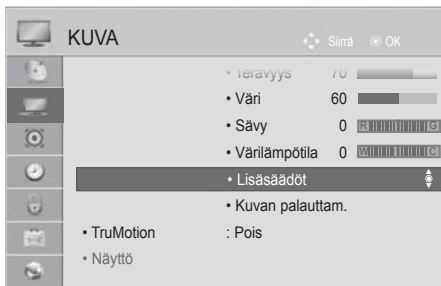 KUVA
Siirrä OK
• Terävyys 70
• Väri 60
• Sävy 0 R G
• Värilämpötila 0 W C
• Lisäsäädöt
• Kuvan palauttam.
• TruMotion : Pois
• Näyttö